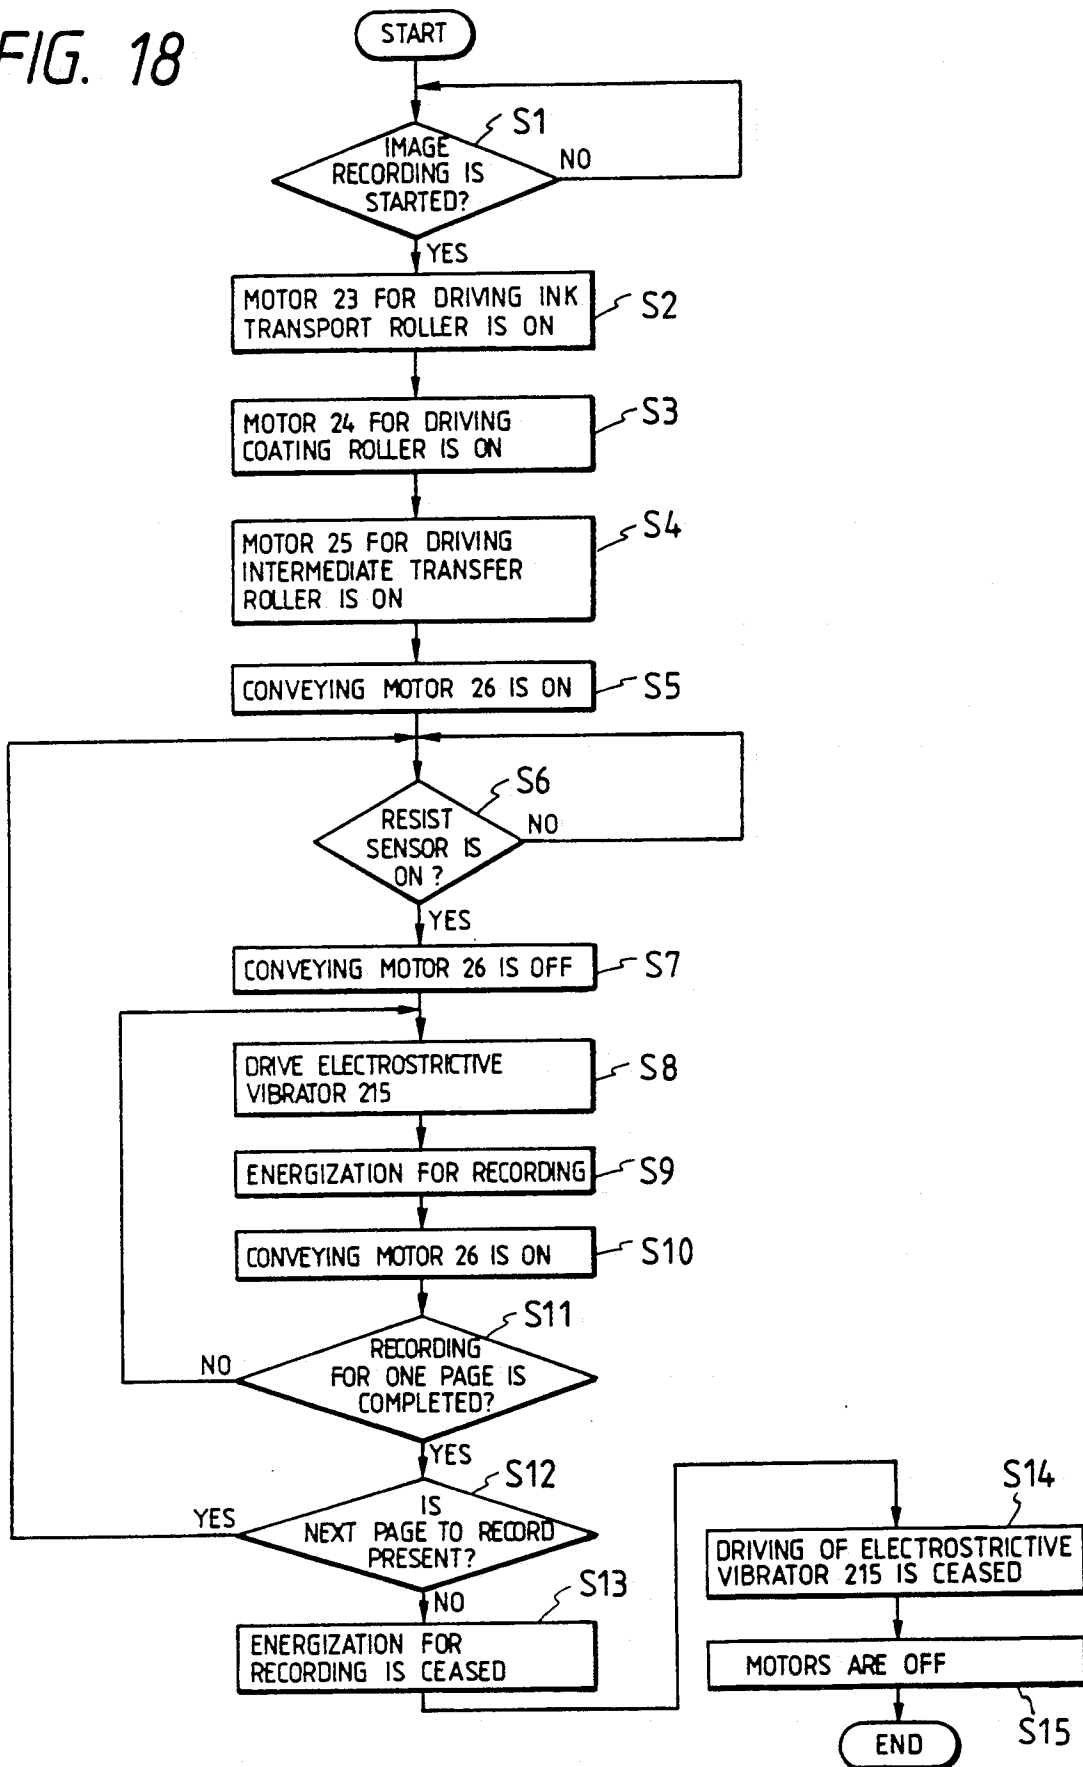 FIG. 18
START
S1
IMAGE
RECORDING IS
STARTED?
NO
YES
MOTOR 23 FOR DRIVING INK
TRANSPORT ROLLER IS ON
S2
MOTOR 24 FOR DRIVING
COATING ROLLER IS ON
S3
MOTOR 25 FOR DRIVING
INTERMEDIATE TRANSFER
ROLLER IS ON
S4
CONVEYING MOTOR 26 IS ON
S5
S6
RESIST
SENSOR IS
ON ?
NO
YES
CONVEYING MOTOR 26 IS OFF
S7
DRIVE ELECTROSTRICTIVE
VIBRATOR 215
S8
ENERGIZATION FOR RECORDING
S9
CONVEYING MOTOR 26 IS ON
S10
S11
RECORDING
FOR ONE PAGE IS
COMPLETED?
NO
YES
S12
IS
NEXT PAGE TO RECORD
PRESENT?
YES
NO
S13
ENERGIZATION FOR
RECORDING IS CEASED
S14
DRIVING OF ELECTROSTRICTIVE
VIBRATOR 215 IS CEASED
MOTORS ARE OFF
S15
END